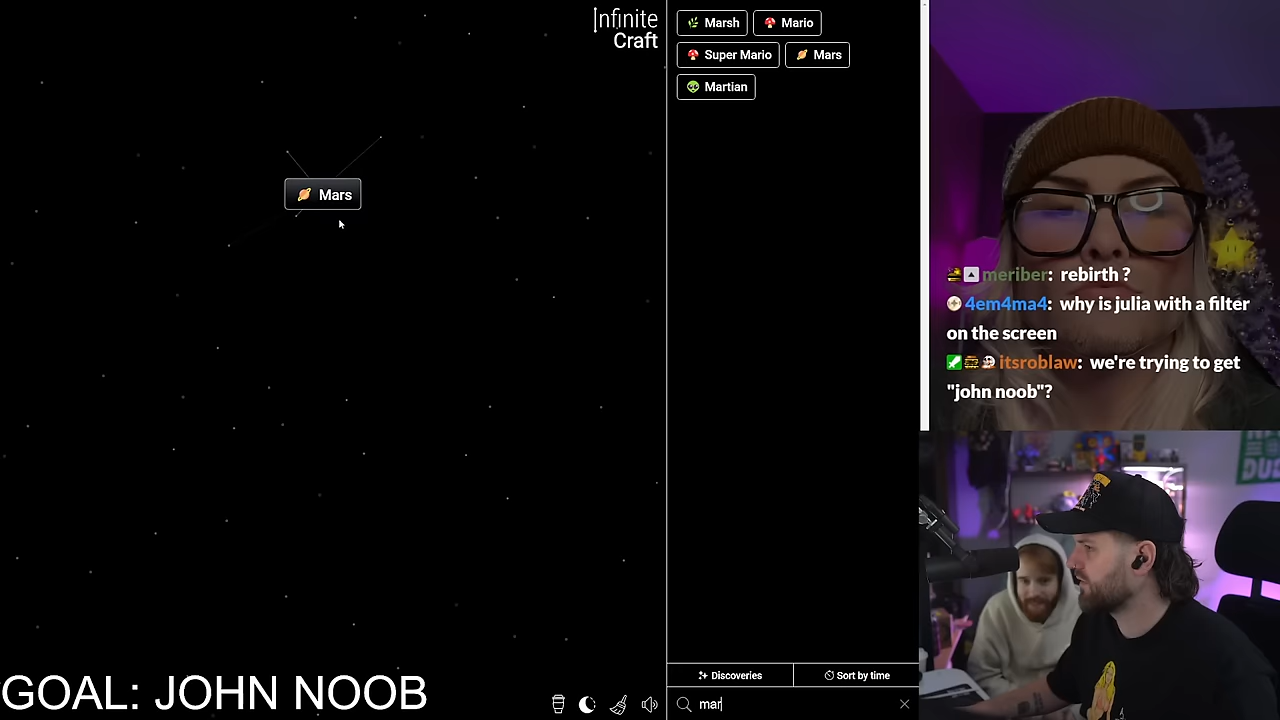 Infinite
Craft
Marsh
Mario
Super Mario
Mars
Martian
Mars
meriber: rebirth ?
4em4ma4: why is julia with a filter
on the screen
itsroblaw: we're trying to get
"john noob"?
GOAL: JOHN NOOB
Discoveries
Sort by time
mar